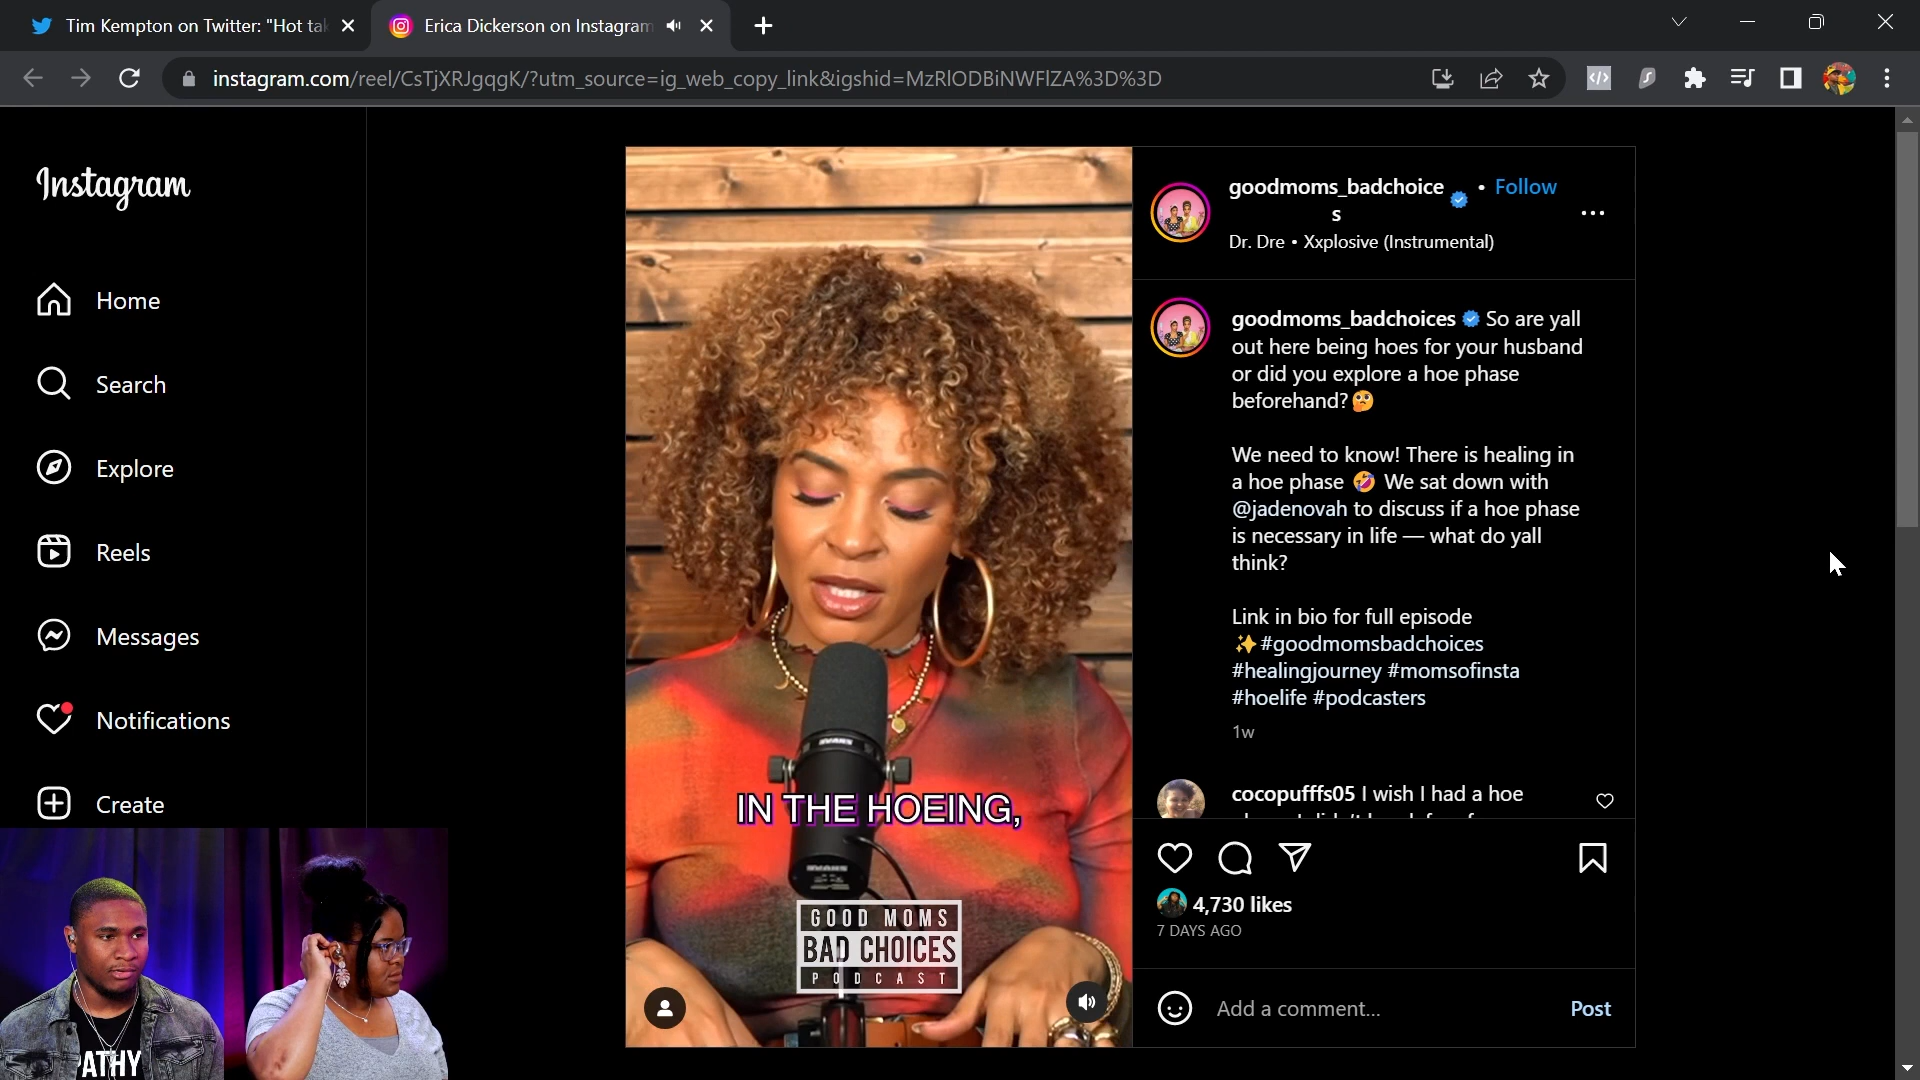 Tim Kempton on Twitter: "Hot ta
Erica Dickerson on Instagram
instagram.com/reel/CsTjXRJgqgK/?utm_source=ig_web_copy_link&igshid=MzRlODBiNWFlZA%3D%3D
Instagram
Home
Search
Explore
Reels
Messages
Notifications
Create
IN THE HOEING,
GOOD MOMS
BAD CHOICES
PODCAST
PATHY
goodmoms_badchoice
s
• Follow
Dr. Dre • Xxplosive (Instrumental)
goodmoms_badchoices So are yall
out here being hoes for your husband
or did you explore a hoe phase
beforehand?🤔
We need to know! There is healing in
a hoe phase 🤣 We sat down with
@jadenovah to discuss if a hoe phase
is necessary in life — what do yall
think?
Link in bio for full episode
✨#goodmomsbadchoices
#healingjourney #momsofinsta
#hoelife #podcasters
1w
cocopufffs05 I wish I had a hoe
4,730 likes
7 DAYS AGO
Add a comment...
Post